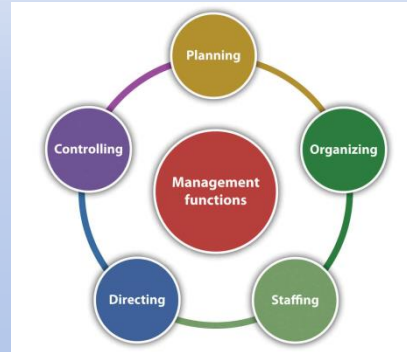 Planning
Controlling
Organizing
Management
functions
Directing
Staffing